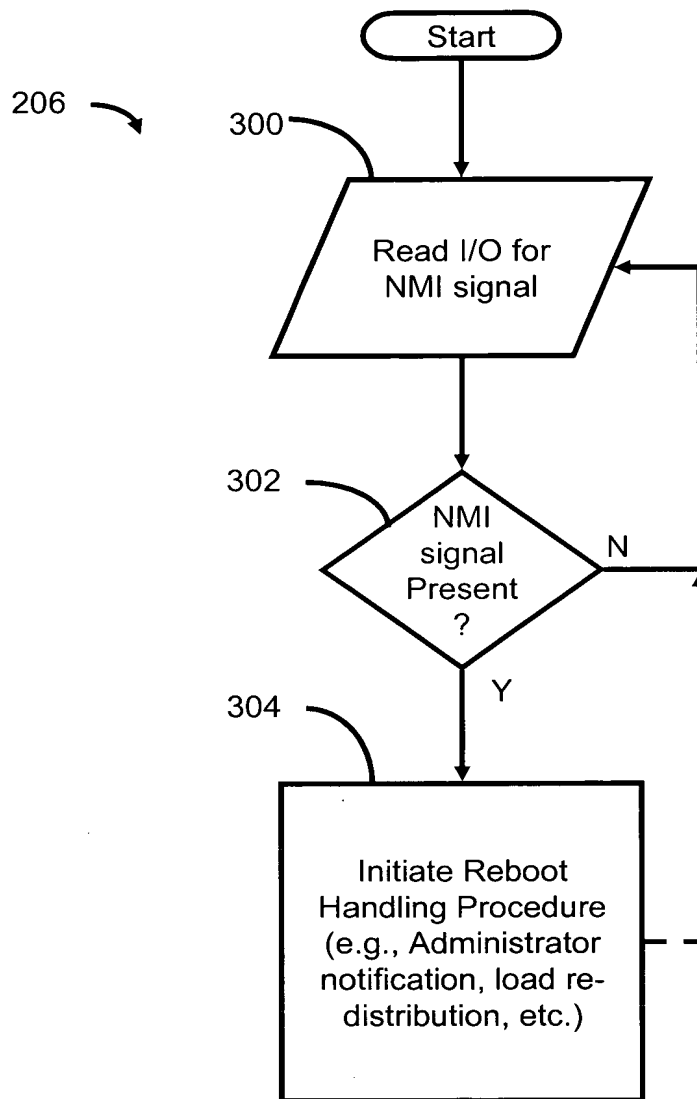 Start
206
300
Read I/O for
NMI signal
302
NMI
signal
Present
?
N
Y
304
Initiate Reboot
Handling Procedure
(e.g., Administrator
notification, load re-
distribution, etc.)